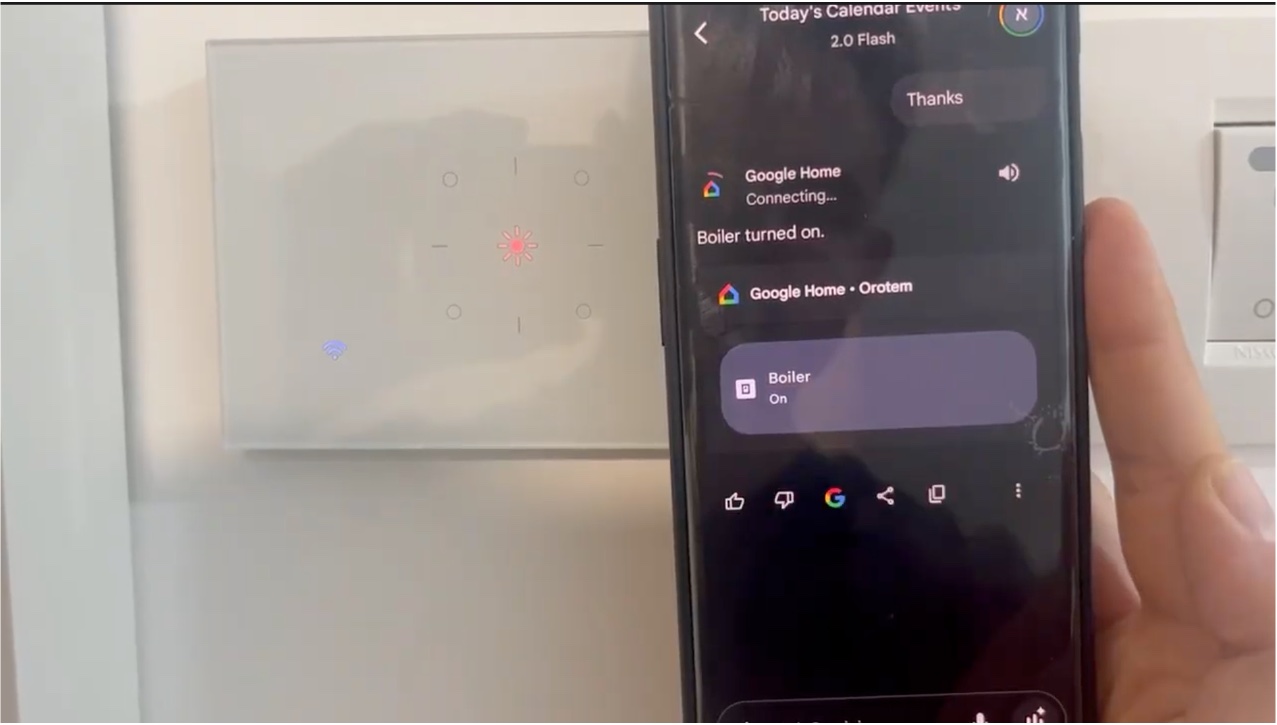 Today's Calendar Events
א
2.0 Flash
Thanks
Google Home
Connecting...
Boiler turned on.
Google Home • Orotem
Boiler
On